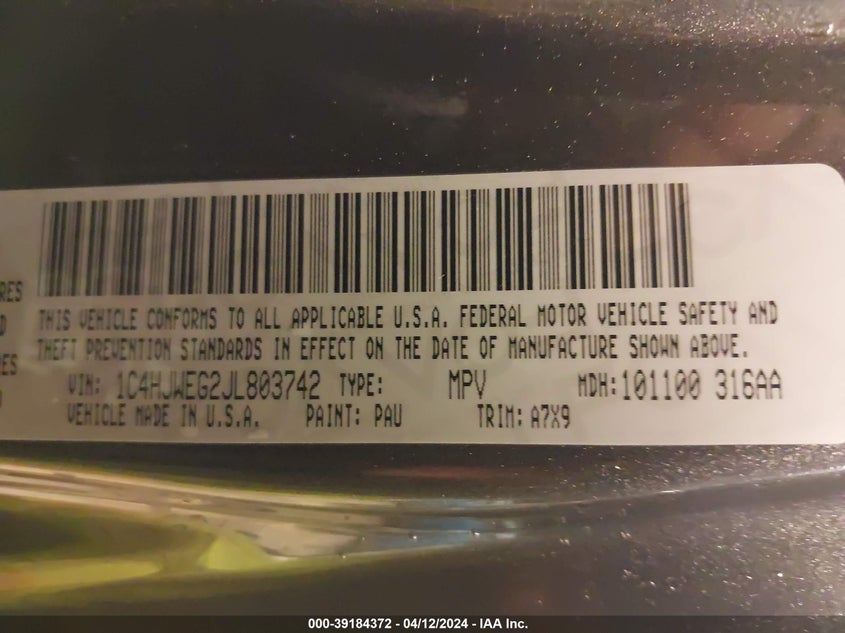 RES
THIS VEHICLE CONFORMS TO ALL APPLICABLE U.S.A. FEDERAL MOTOR VEHICLE SAFETY AND
THEFT PREVENTION STANDARDS IN EFFECT ON THE DATE OF MANUFACTURE SHOWN ABOVE.
VIN: 1C4HJWEG2JL803742 TYPE: MPV MDH:101100 316AA
VEHICLE MADE IN U.S.A. PAINT: PAU TRIM: A7X9
000-39184372 - 04/12/2024 - IAA Inc.